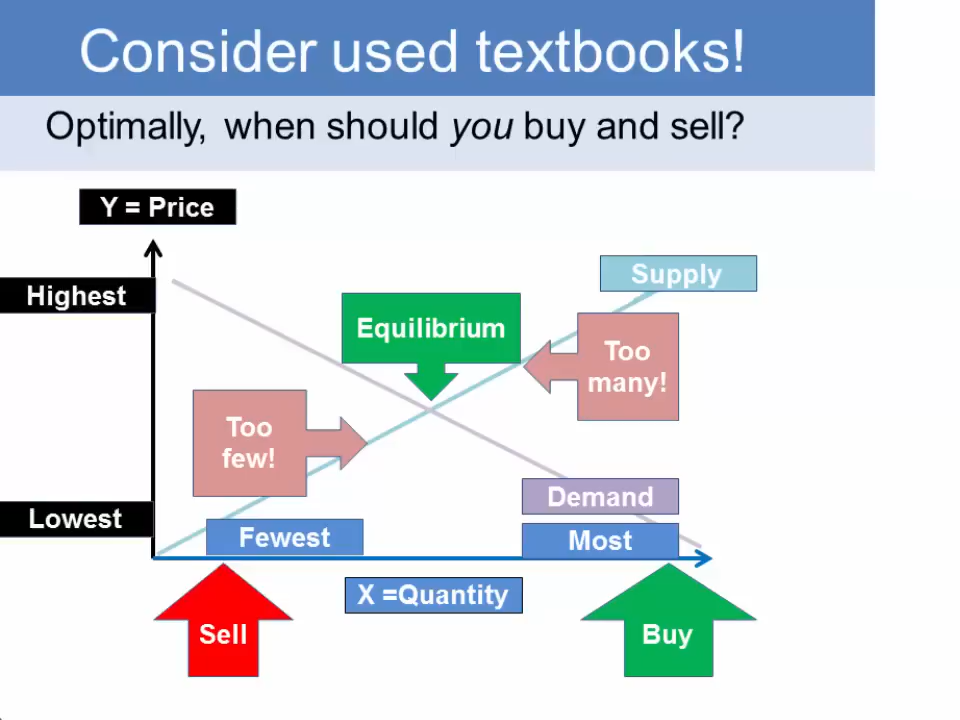 Consider used textbooks!
Optimally, when should you buy and sell?
Y = Price
Supply
Highest
Equilibrium
Too
many!
Too
few!
Demand
Lowest
Fewest
Most
X =Quantity
Sell
Buy